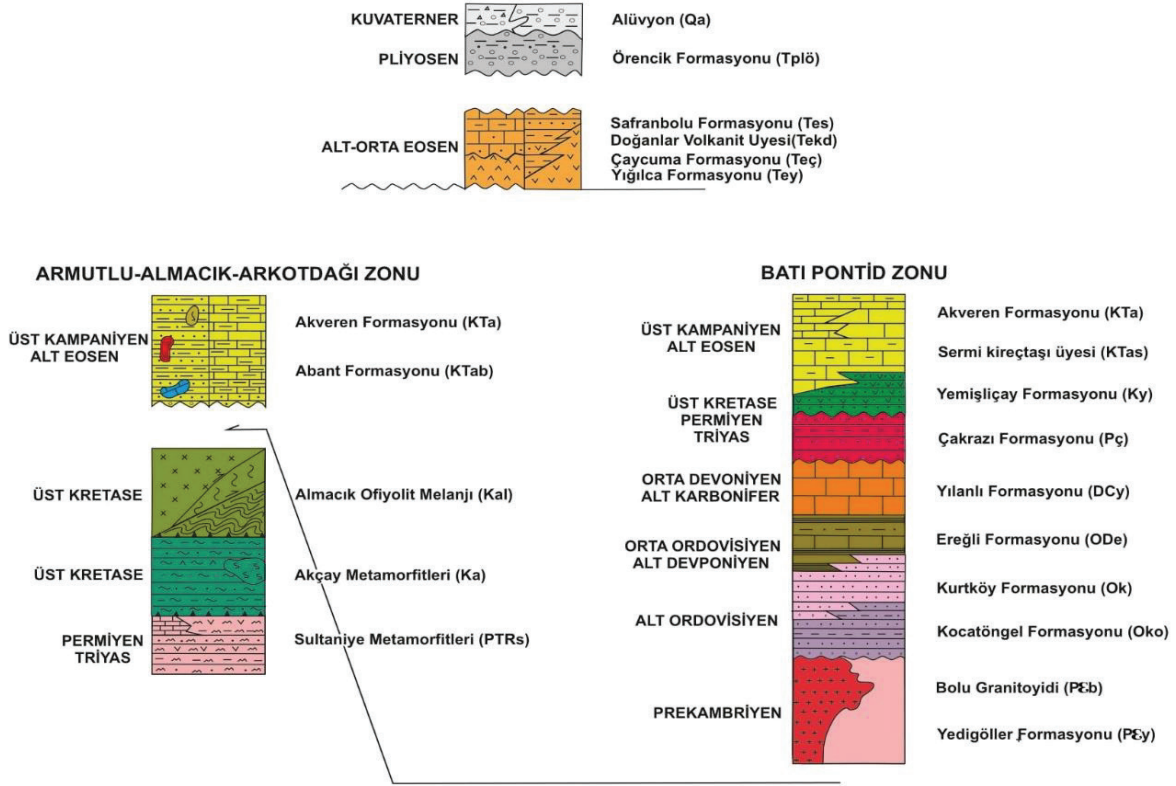 KUVATERNER
Alüvyon (Qa)
PLİYOSEN
Örencik Formasyonu (Tplö)
ALT-ORTA EOSEN
Safranbolu Formasyonu (Tes)
Doğanlar Volkanit Uyesi(Tekd)
Çaycuma Formasyonu (Teç)
Yığılca Formasyonu (Tey)
ARMUTLU-ALMACIK-ARKOTDAĞI ZONU
ÜST KAMPANİYEN
ALT EOSEN
Akveren Formasyonu (KTa)
Abant Formasyonu (KTab)
ÜST KRETASE
Almacık Ofiyolit Melanjı (Kal)
ÜST KRETASE
Akçay Metamorfitleri (Ka)
PERMİYEN
TRİYAS
Sultaniye Metamorfitleri (PTRs)
BATI PONTİD ZONU
ÜST KAMPANİYEN
ALT EOSEN
Akveren Formasyonu (KTa)
Sermi kireçtaşı üyesi (KTas)
ÜST KRETASE
PERMİYEN
TRİYAS
Yemişliçay Formasyonu (Ky)
Çakrazı Formasyonu (Pç)
ORTA DEVONİYEN
ALT KARBONİFER
Yılanlı Formasyonu (DCy)
ORTA ORDOVİSİYEN
ALT DEVPONİYEN
Ereğli Formasyonu (ODe)
Kurtköy Formasyonu (Ok)
ALT ORDOVİSİYEN
Kocatöngel Formasyonu (Oko)
PREKAMBRİYEN
Bolu Granitoyidi (PƐb)
Yedigöller Formasyonu (PƐy)